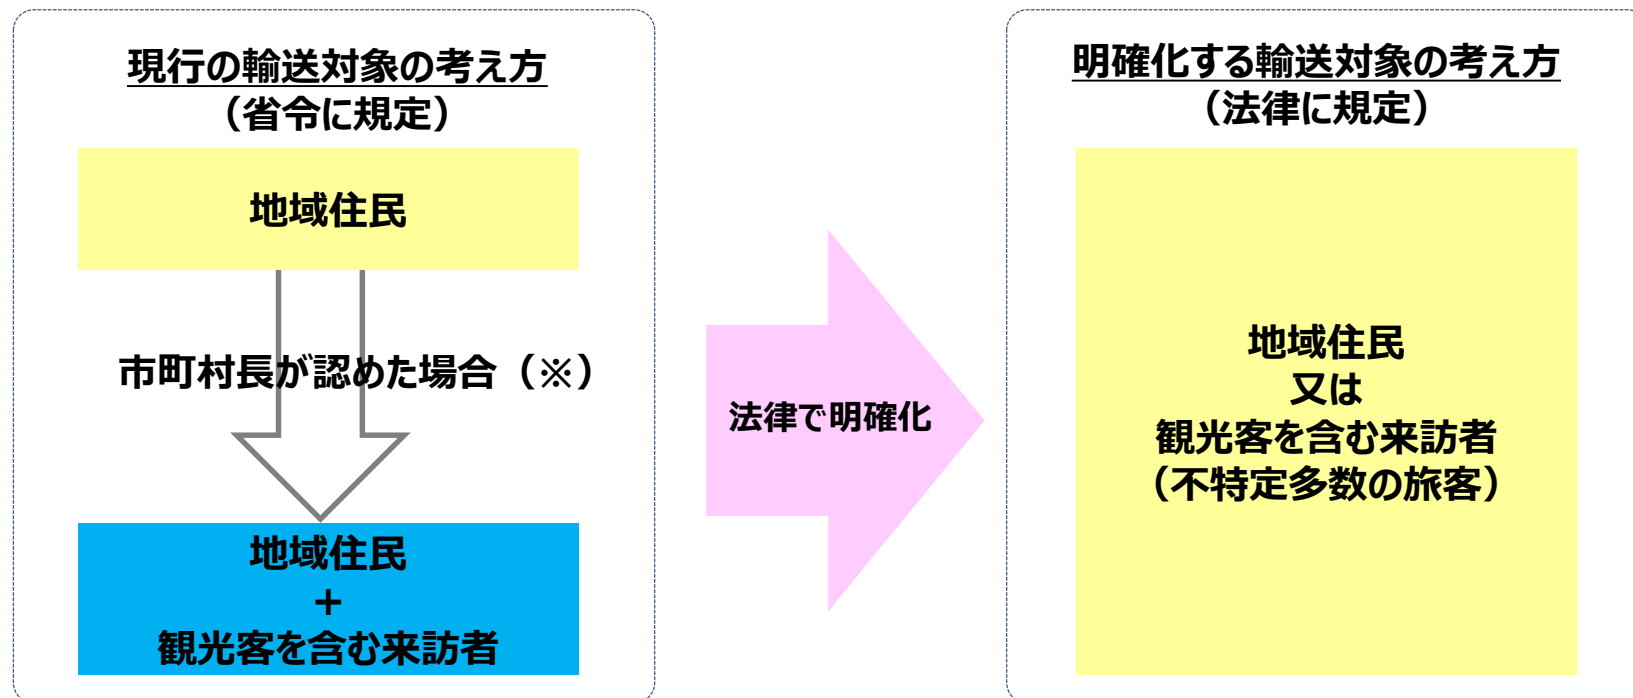 現行の輸送対象の考え方
（省令に規定）
地域住民
市町村長が認めた場合（※）
地域住民
＋
観光客を含む来訪者
法律で明確化
明確化する輸送対象の考え方
（法律に規定）
地域住民
又は
観光客を含む来訪者
（不特定多数の旅客）